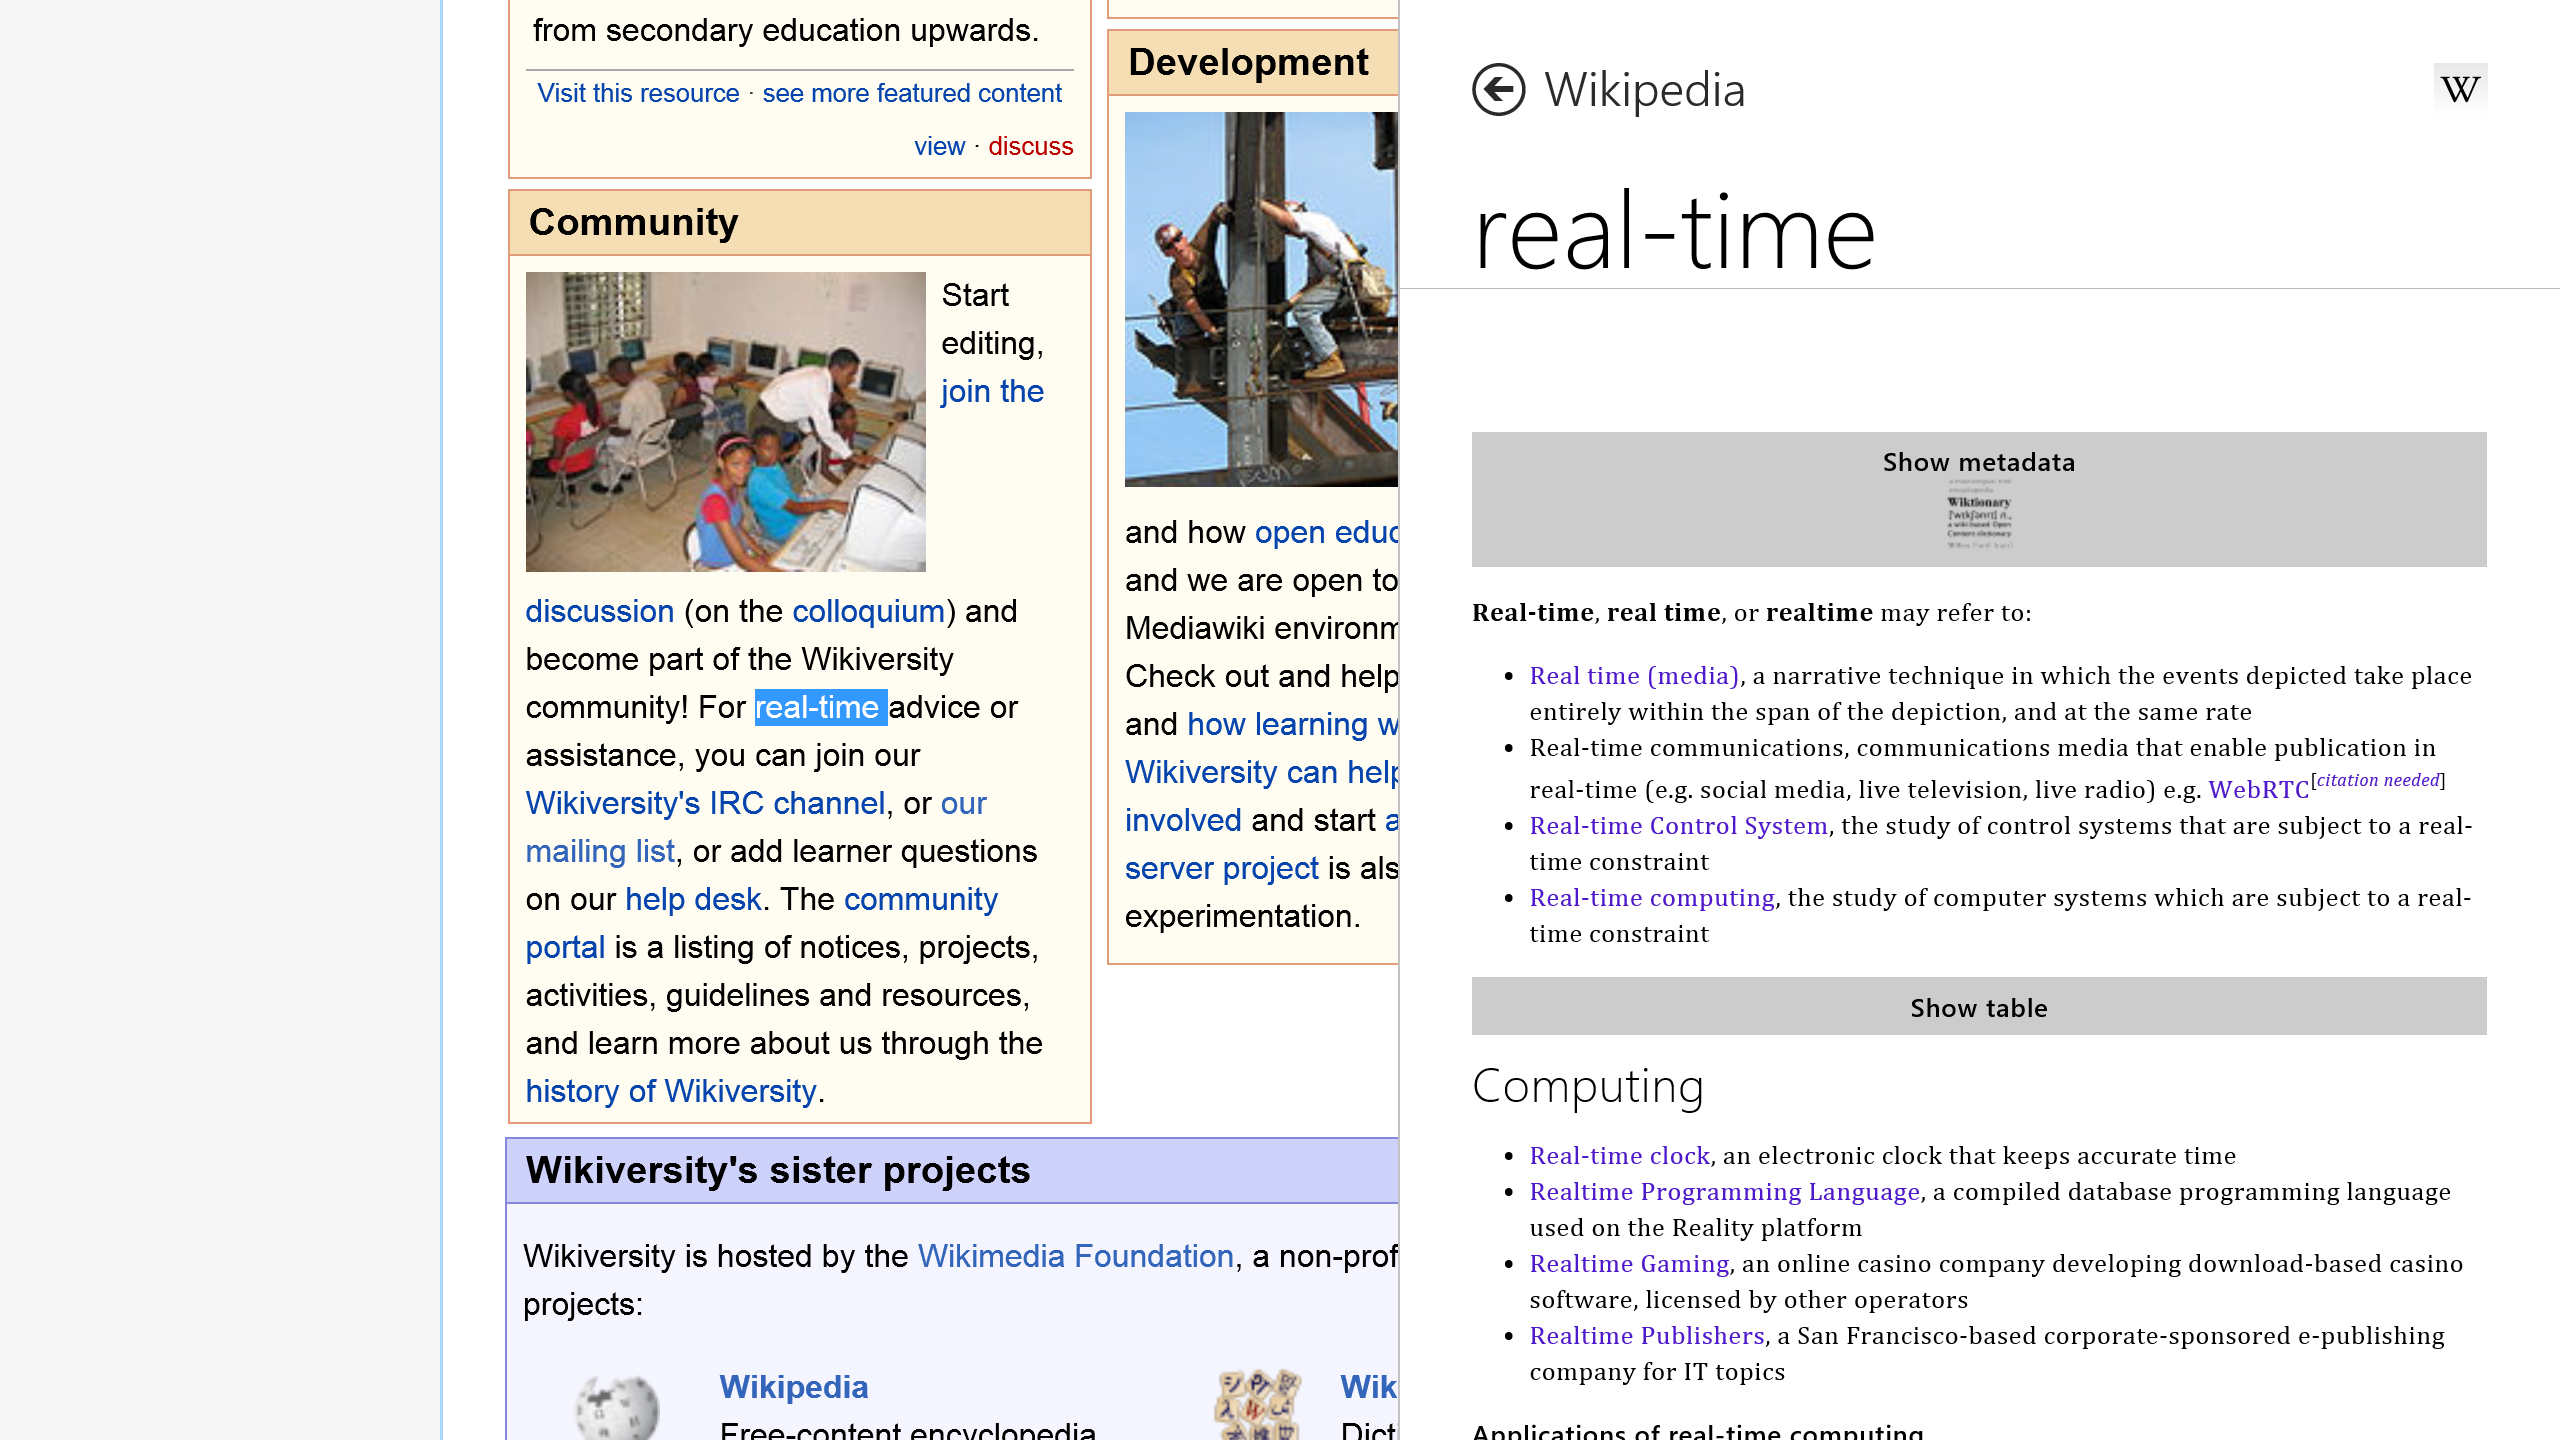 from secondary education upwards.
Visit this resource · see more featured content
view · discuss
Community
Start
editing,
join the
discussion (on the colloquium) and
become part of the Wikiversity
community! For real-time advice or
assistance, you can join our
Wikiversity's IRC channel, or our
mailing list, or add learner questions
on our help desk. The community
portal is a listing of notices, projects,
activities, guidelines and resources,
and learn more about us through the
history of Wikiversity.
Development
and how open educ
and we are open to
Mediawiki environm
Check out and help
and how learning w
Wikiversity can help
involved and start a
server project is als
experimentation.
Wikiversity's sister projects
Wikiversity is hosted by the Wikimedia Foundation, a non-prof
projects:
Wikipedia
Free-content encyclopedia
Wik
Dict
Wikipedia
W
real-time
Show metadata
Wiktionary
a wiki based Open
Content dictionary
Real-time, real time, or realtime may refer to:
• Real time (media), a narrative technique in which the events depicted take place
entirely within the span of the depiction, and at the same rate
• Real-time communications, communications media that enable publication in
real-time (e.g. social media, live television, live radio) e.g. WebRTC[citation needed]
• Real-time Control System, the study of control systems that are subject to a real-
time constraint
• Real-time computing, the study of computer systems which are subject to a real-
time constraint
Show table
Computing
• Real-time clock, an electronic clock that keeps accurate time
• Realtime Programming Language, a compiled database programming language
used on the Reality platform
• Realtime Gaming, an online casino company developing download-based casino
software, licensed by other operators
• Realtime Publishers, a San Francisco-based corporate-sponsored e-publishing
company for IT topics
Applications of real-time computing